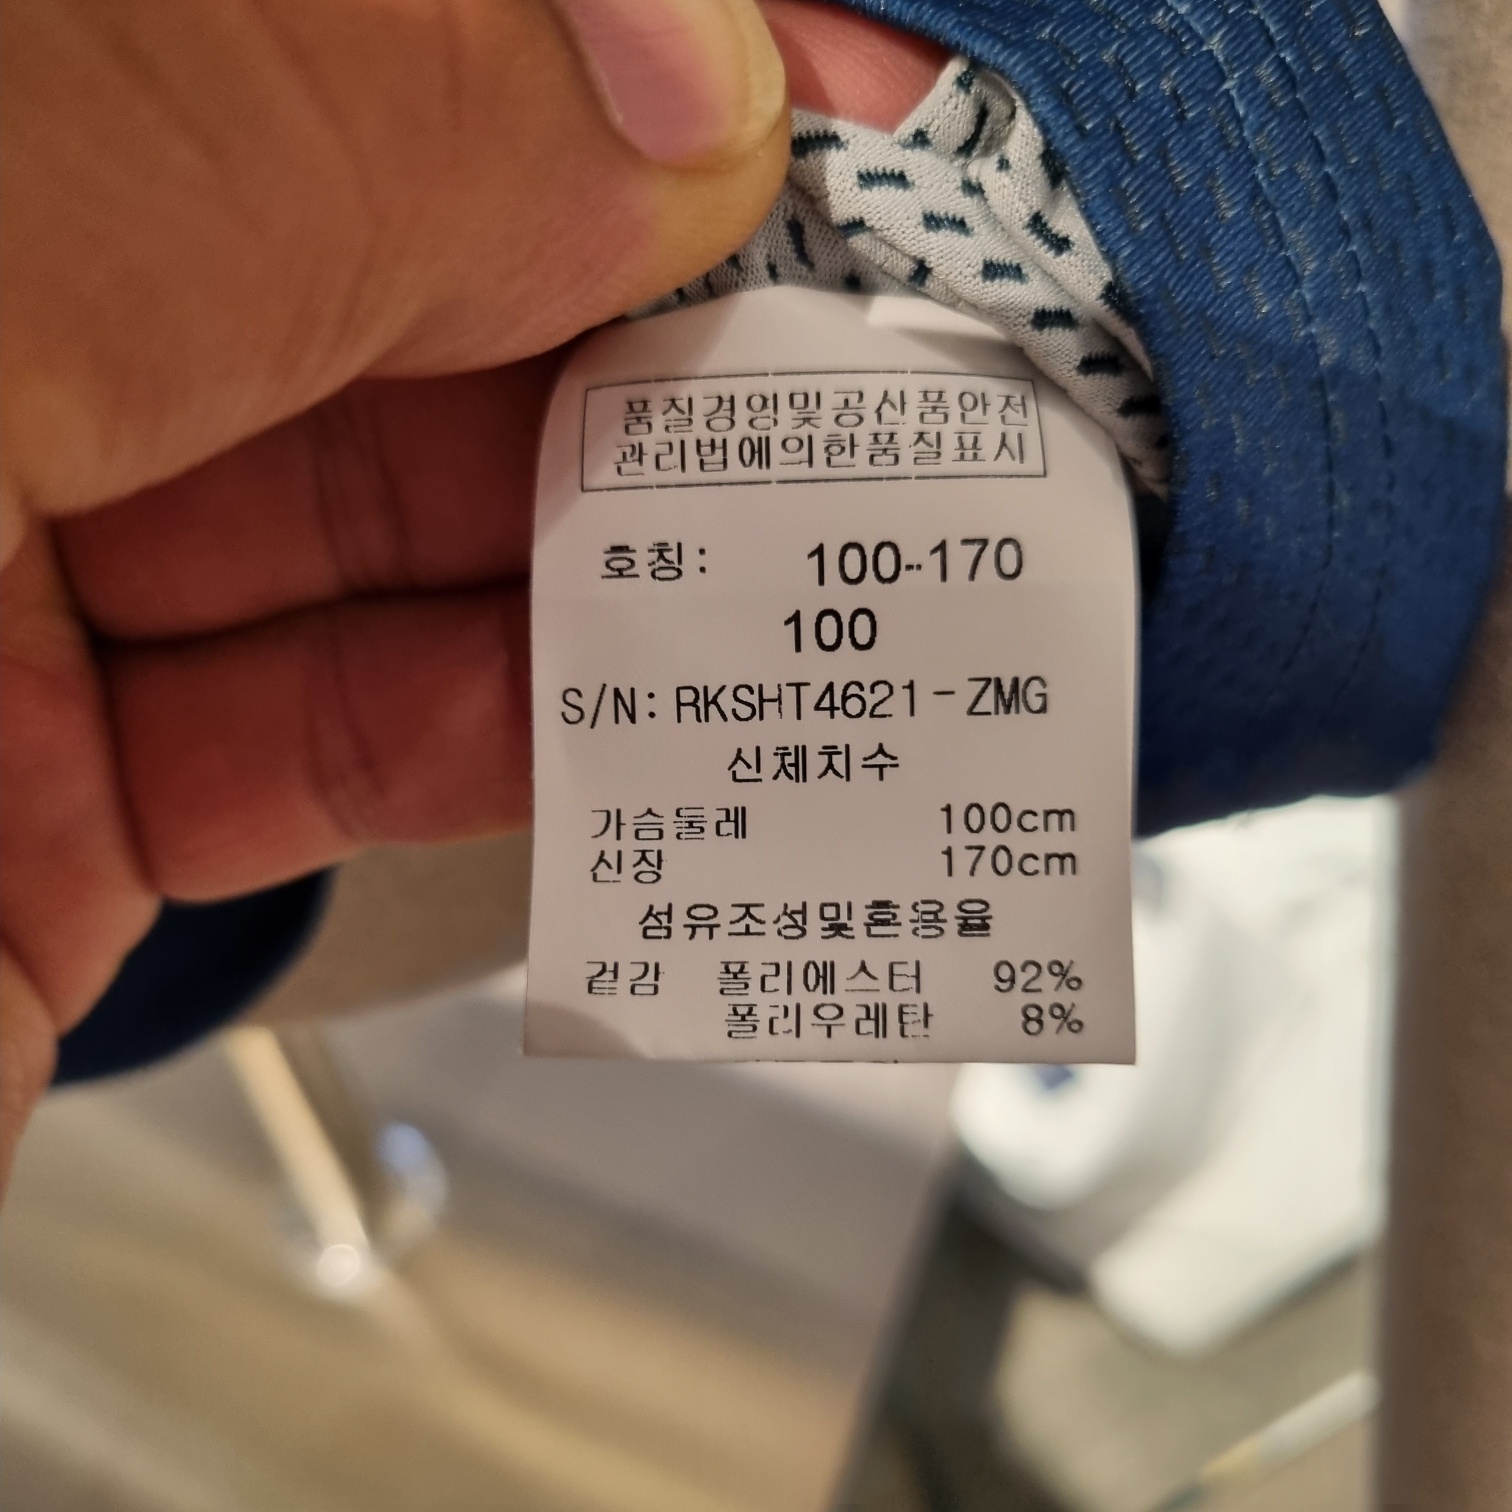 품질경영및공산품안전
관리법에의한품질표시
호칭: 100--170
100
S/N: RKSHT4621-ZMG
신체치수
가슴둘레 100cm
신장 170cm
섬유조성및혼용율
겉감 폴리에스터 92%
폴리우레탄 8%